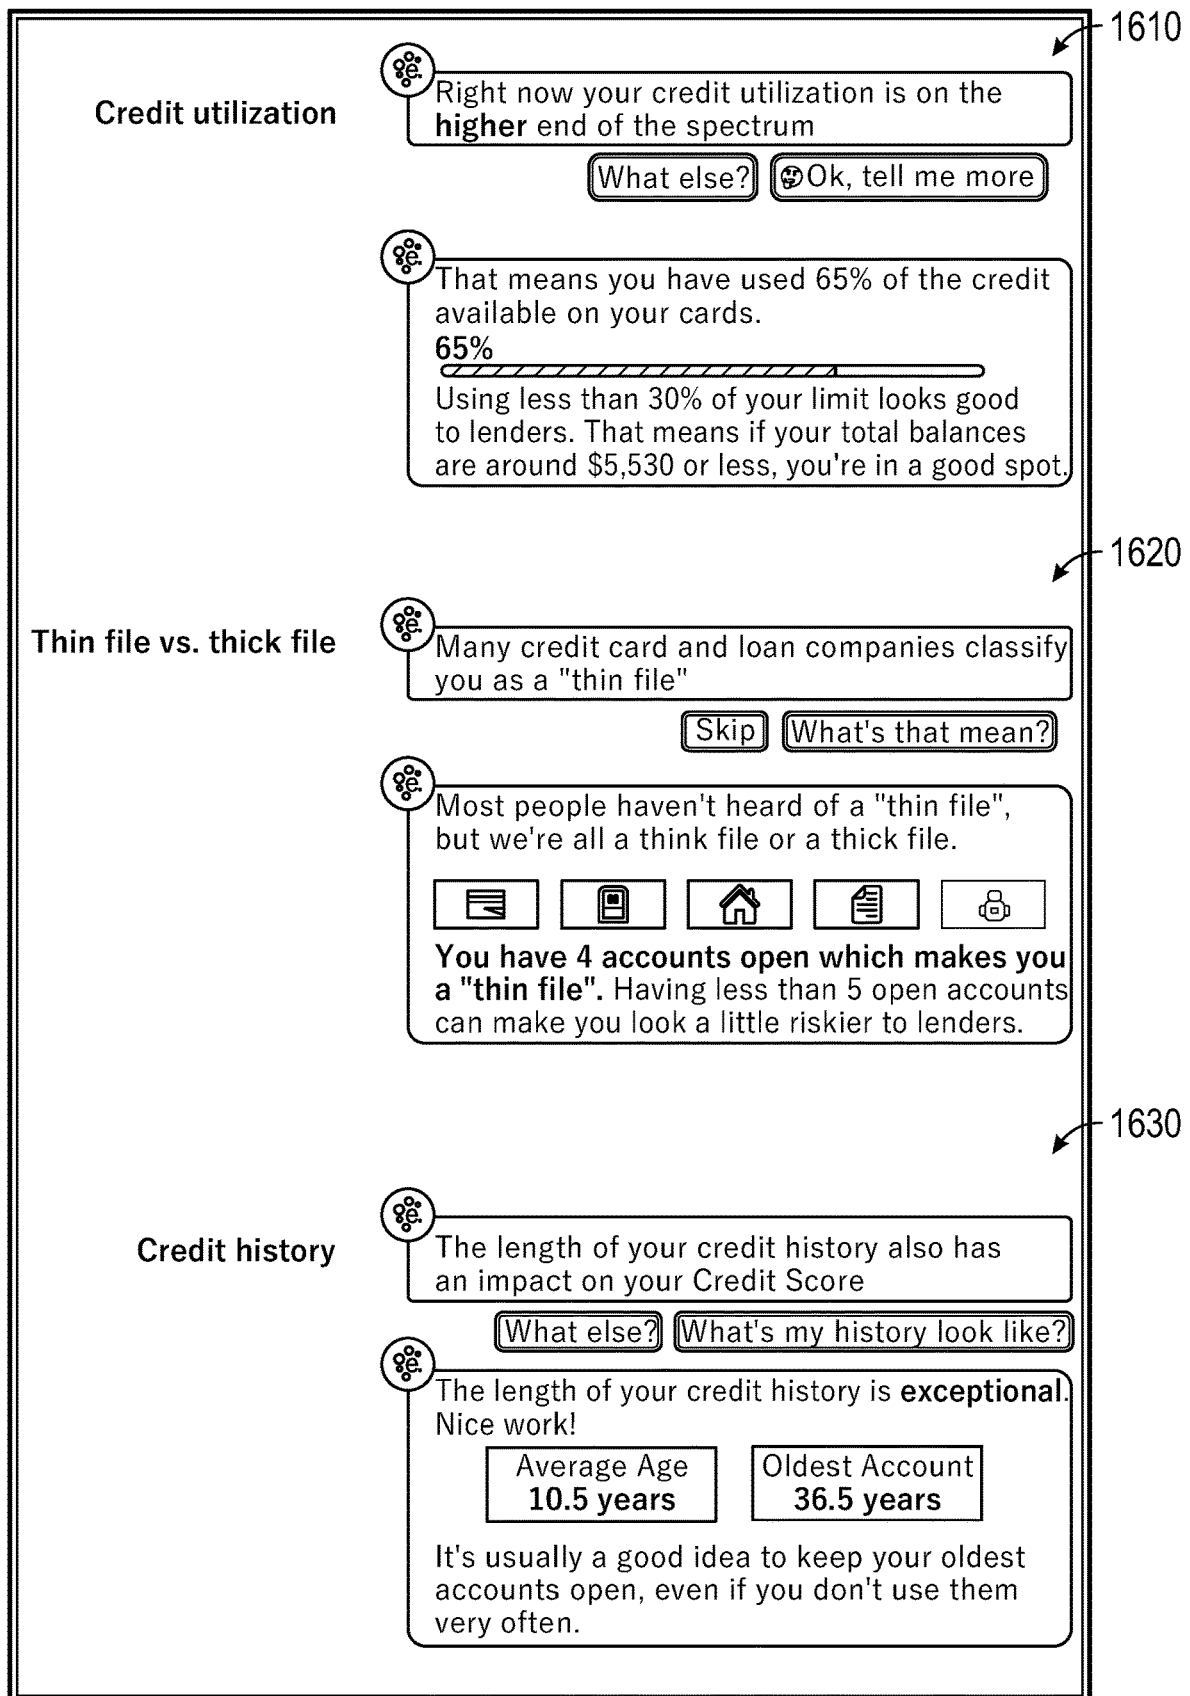 1610
Credit utilization
Right now your credit utilization is on the
higher end of the spectrum
What else?
Ok, tell me more
That means you have used 65% of the credit
available on your cards.
65%
Using less than 30% of your limit looks good
to lenders. That means if your total balances
are around $5,530 or less, you're in a good spot.
1620
Thin file vs. thick file
Many credit card and loan companies classify
you as a "thin file"
Skip
What's that mean?
Most people haven't heard of a "thin file",
but we're all a think file or a thick file.
You have 4 accounts open which makes you
a "thin file". Having less than 5 open accounts
can make you look a little riskier to lenders.
1630
Credit history
The length of your credit history also has
an impact on your Credit Score
What else?
What's my history look like?
The length of your credit history is exceptional.
Nice work!
Average Age
10.5 years
Oldest Account
36.5 years
It's usually a good idea to keep your oldest
accounts open, even if you don't use them
very often.